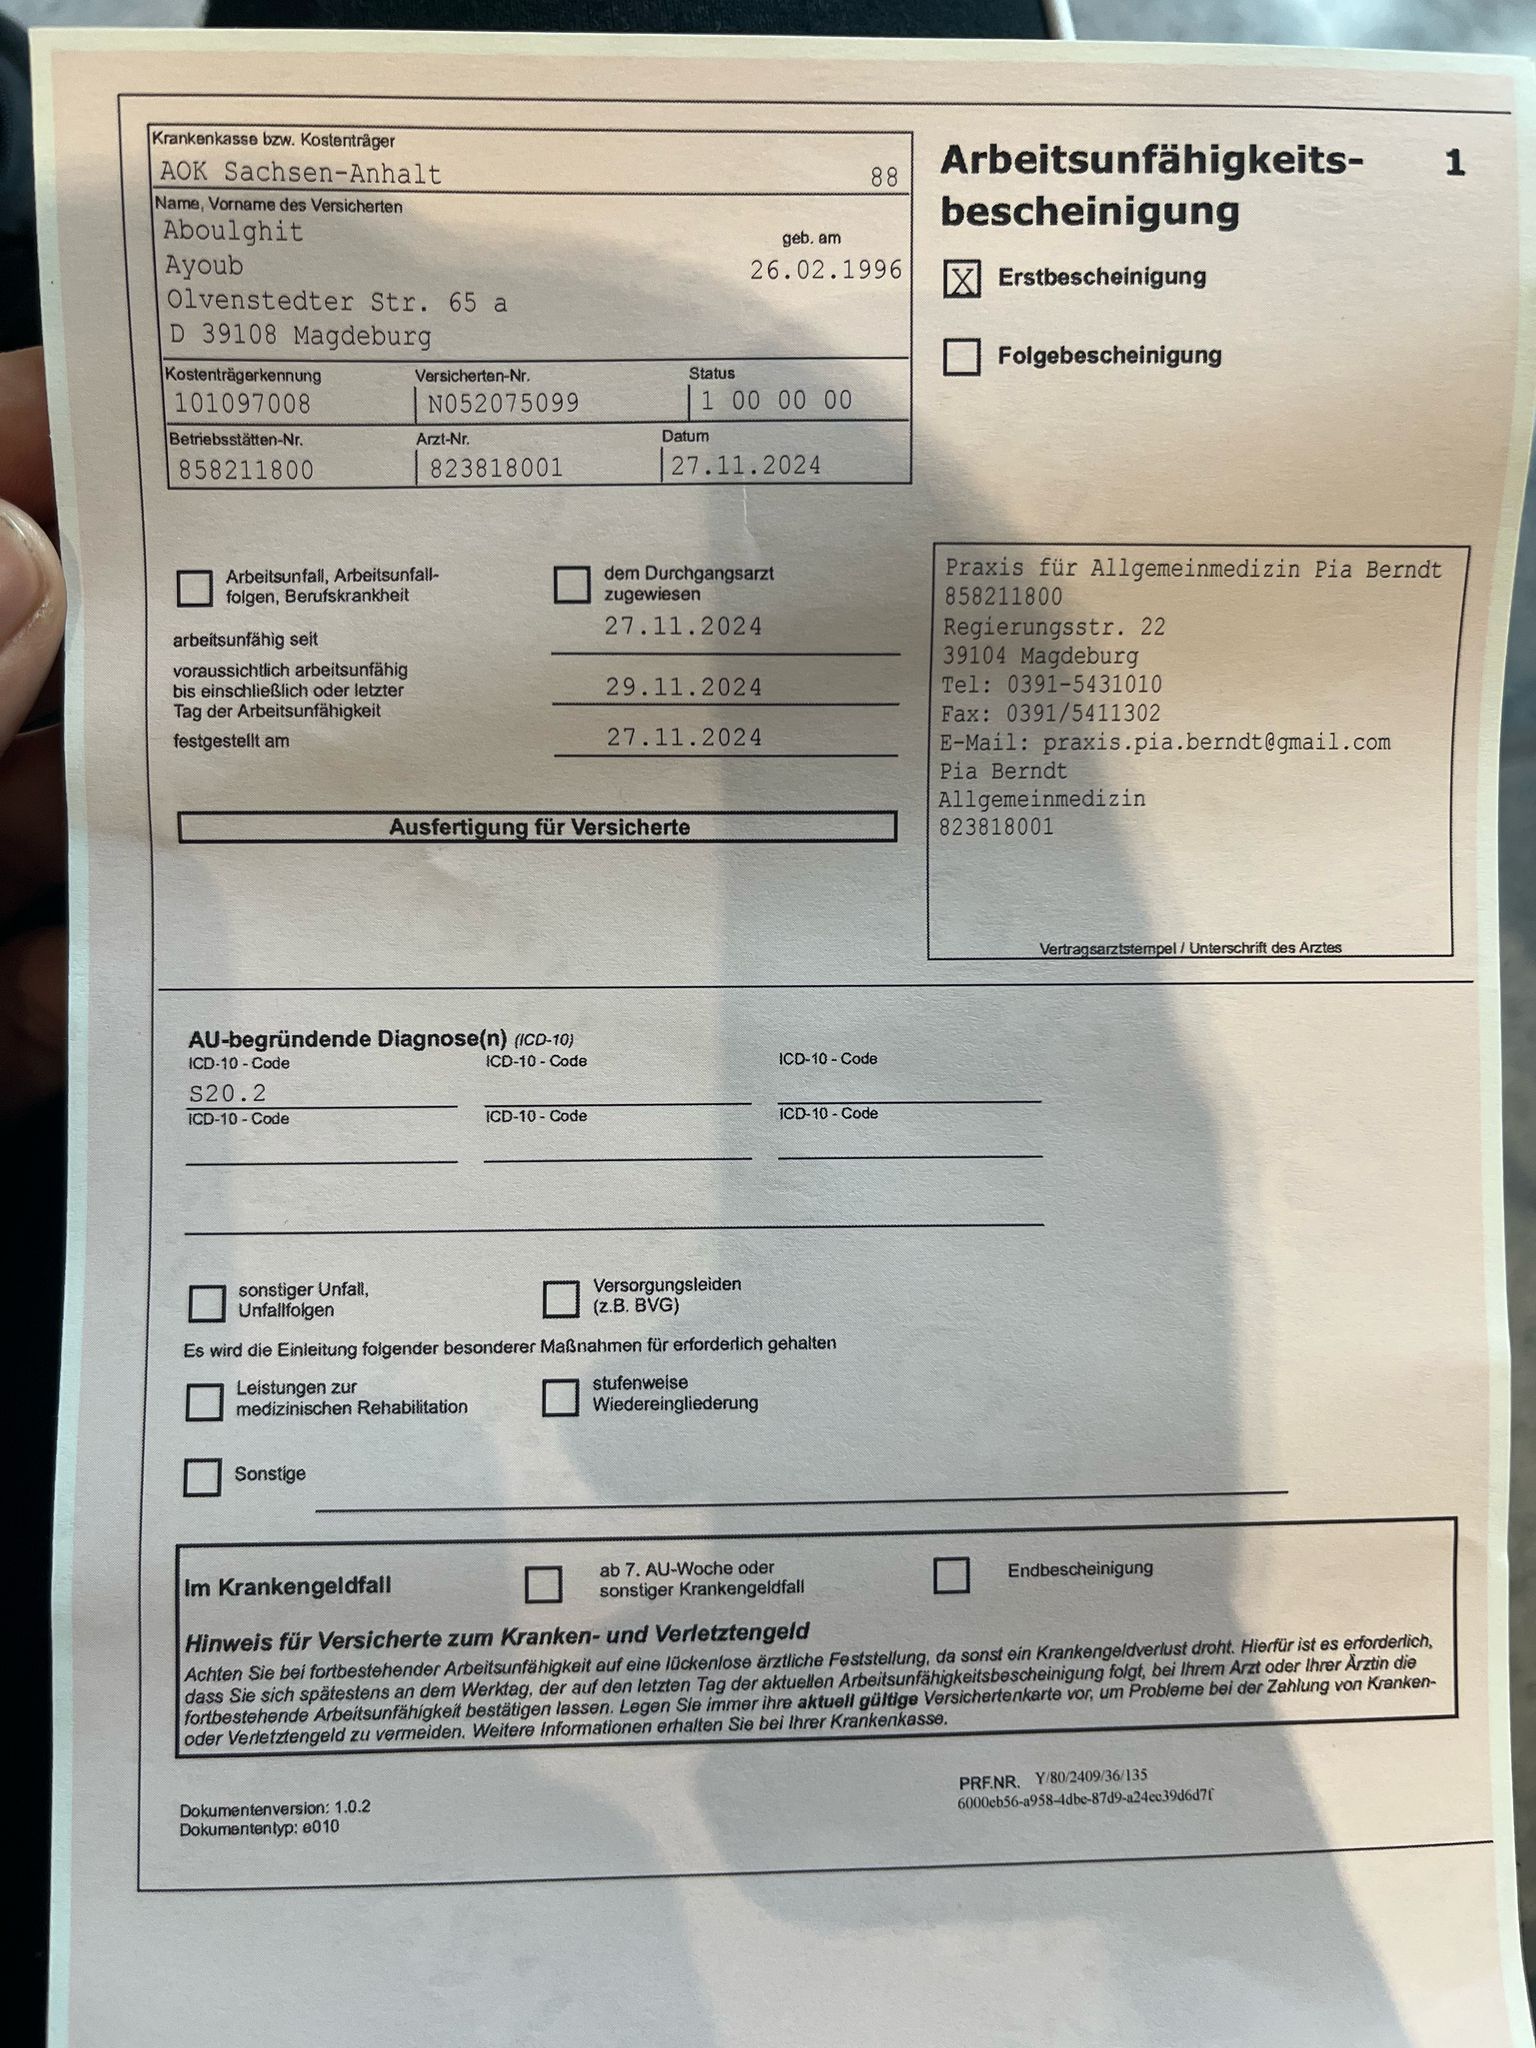 Krankenkasse bzw. Kostenträger
AOK Sachsen-Anhalt 88
Name, Vorname des Versicherten
Aboulghit
geb. am
Ayoub 26.02.1996
Olvenstedter Str. 65 a
D 39108 Magdeburg
Kostenträgerkennung Versicherten-Nr. Status
101097008 N052075099 1 00 00 00
Betriebsstätten-Nr. Arzt-Nr. Datum
858211800 823818001 27.11.2024
Arbeitsunfähigkeits- 1
bescheinigung
X Erstbescheinigung
Folgebescheinigung
Arbeitsunfall, Arbeitsunfall-
folgen, Berufskrankheit
dem Durchgangsarzt
zugewiesen
arbeitsunfähig seit 27.11.2024
voraussichtlich arbeitsunfähig
bis einschließlich oder letzter 29.11.2024
Tag der Arbeitsunfähigkeit
festgestellt am 27.11.2024
Ausfertigung für Versicherte
Praxis für Allgemeinmedizin Pia Berndt
858211800
Regierungsstr. 22
39104 Magdeburg
Tel: 0391-5431010
Fax: 0391/5411302
E-Mail: praxis.pia.berndt@gmail.com
Pia Berndt
Allgemeinmedizin
823818001
Vertragsarztstempel / Unterschrift des Arztes
AU-begründende Diagnose(n) (ICD-10)
ICD-10 - Code ICD-10 - Code ICD-10 - Code
S20.2
ICD-10 - Code ICD-10 - Code ICD-10 - Code
sonstiger Unfall,
Unfallfolgen
Versorgungsleiden
(z.B. BVG)
Es wird die Einleitung folgender besonderer Maßnahmen für erforderlich gehalten
Leistungen zur
medizinischen Rehabilitation
stufenweise
Wiedereingliederung
Sonstige
Im Krankengeldfall
ab 7. AU-Woche oder
sonstiger Krankengeldfall
Endbescheinigung
Hinweis für Versicherte zum Kranken- und Verletztengeld
Achten Sie bei fortbestehender Arbeitsunfähigkeit auf eine lückenlose ärztliche Feststellung, da sonst ein Krankengeldverlust droht. Hierfür ist es erforderlich,
dass Sie sich spätestens an dem Werktag, der auf den letzten Tag der aktuellen Arbeitsunfähigkeitsbescheinigung folgt, bei Ihrem Arzt oder Ihrer Ärztin die
fortbestehende Arbeitsunfähigkeit bestätigen lassen. Legen Sie immer ihre aktuell gültige Versichertenkarte vor, um Probleme bei der Zahlung von Kranken-
oder Verletztengeld zu vermeiden. Weitere Informationen erhalten Sie bei Ihrer Krankenkasse.
PRF.NR. Y/80/2409/36/135
6000eb56-a958-4dbc-87d9-a24ec39d6d7f
Dokumentenversion: 1.0.2
Dokumententyp: e010